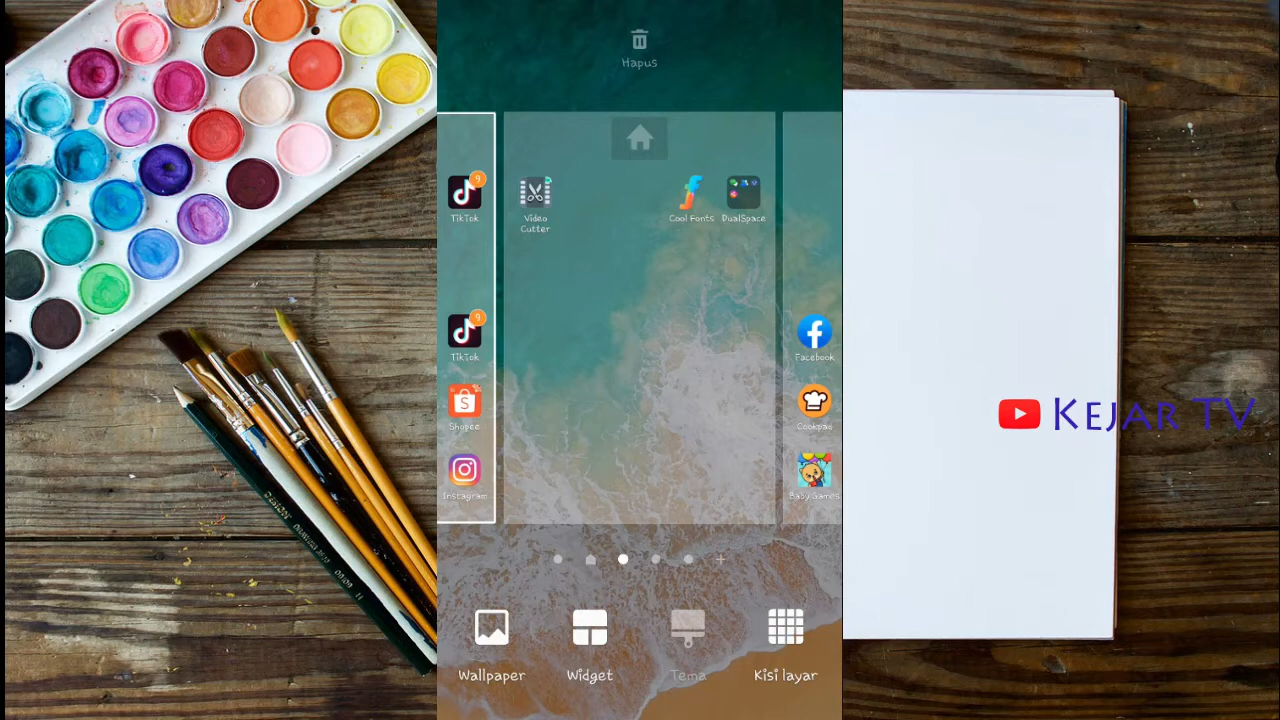 Hapus
TikTok
Video
Cutter
Cool Fonts
DualSpace
TikTok
Shopee
Instagram
Facebook
Cookpad
Baby Games
KEJAR TV
Wallpaper
Widget
Tema
Kisi layar